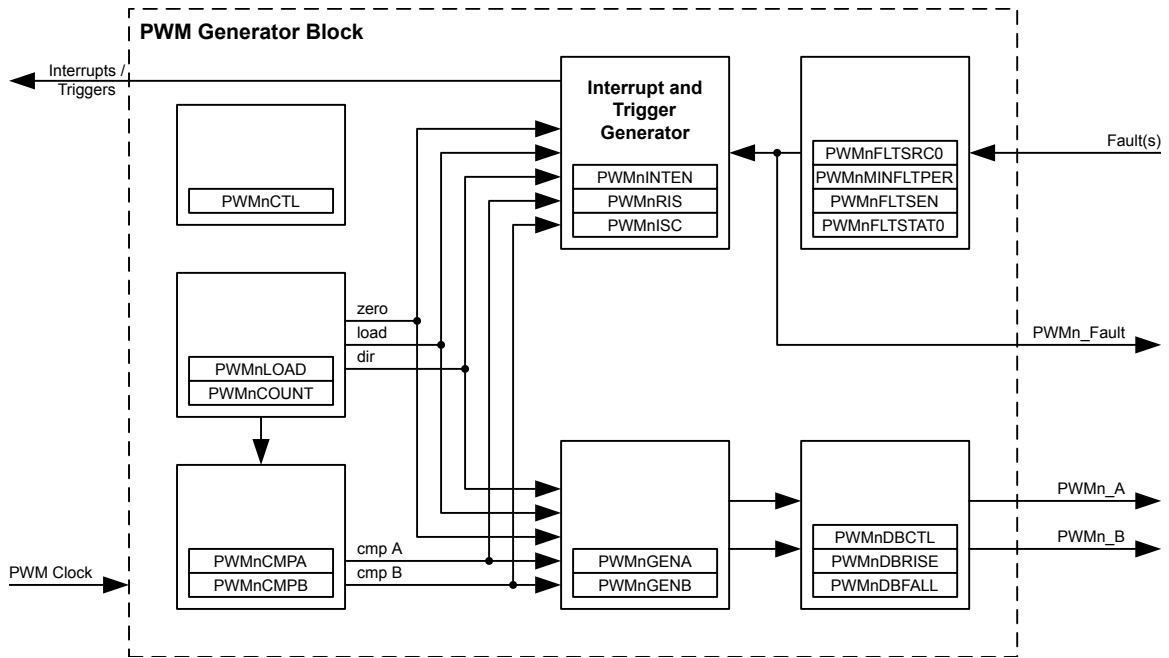 PWM Generator Block
Interrupts /
Triggers
Interrupt and
Trigger
Generator
PWMnINTEN
PWMnRIS
PWMnISC
PWMnFLTSRC0
PWMnMINFLTPER
PWMnFLTSEN
PWMnFLTSTAT0
Fault(s)
PWMnCTL
PWMnLOAD
PWMnCOUNT
zero
load
dir
PWMn_Fault
PWMnCMPA
PWMnCMPB
cmp A
cmp B
PWMnGENA
PWMnGENB
PWMnDBCTL
PWMnDBRISE
PWMnDBFALL
PWMn_A
PWMn_B
PWM Clock